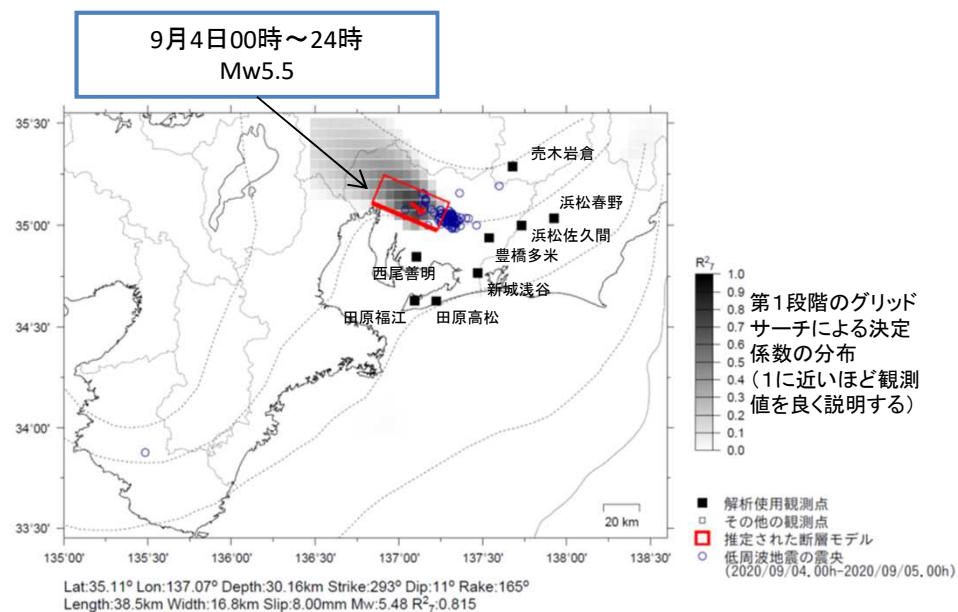 9月4日00時～24時
Mw5.5
35°30'
35°00'
34°30'
34°00'
33°30'
135°00'
135°30'
136°00'
136°30'
137°00'
137°30'
138°00'
138°30'
売木岩倉
浜松春野
浜松佐久間
豊橋多米
西尾善明
新城浅谷
田原福江
田原高松
20 km
R²₇
1.0
0.9
0.8
0.7
0.6
0.5
0.4
0.3
0.2
0.1
0.0
第1段階のグリッド
サーチによる決定
係数の分布
(1に近いほど観測
値を良く説明する)
解析使用観測点
その他の観測点
推定された断層モデル
低周波地震の震央
(2020/09/04.00h-2020/09/05.00h)
Lat:35.11° Lon:137.07° Depth:30.16km Strike:293° Dip:11° Rake:165°
Length:38.5km Width:16.8km Slip:8.00mm Mw:5.48 R²₇:0.815